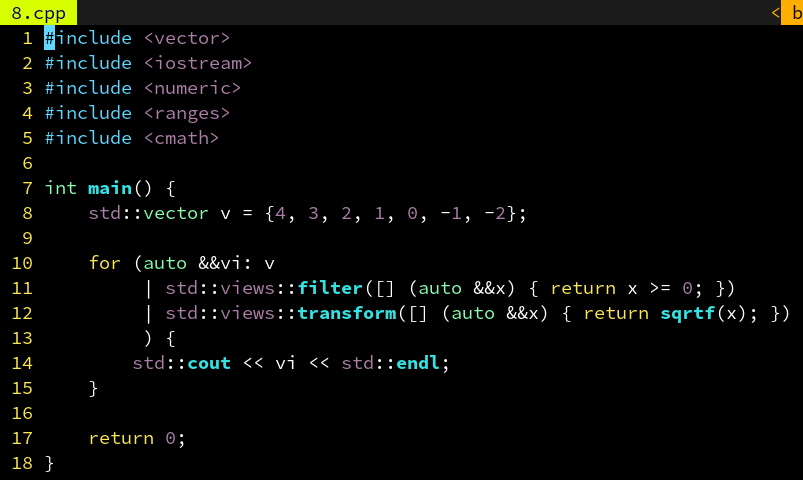 8.cpp < b
1 #include <vector>
2 #include <iostream>
3 #include <numeric>
4 #include <ranges>
5 #include <cmath>
6
7 int main() {
8     std::vector v = {4, 3, 2, 1, 0, -1, -2};
9
10     for (auto &&vi: v
11          | std::views::filter([] (auto &&x) { return x >= 0; })
12          | std::views::transform([] (auto &&x) { return sqrtf(x); })
13          ) {
14         std::cout << vi << std::endl;
15     }
16
17     return 0;
18 }